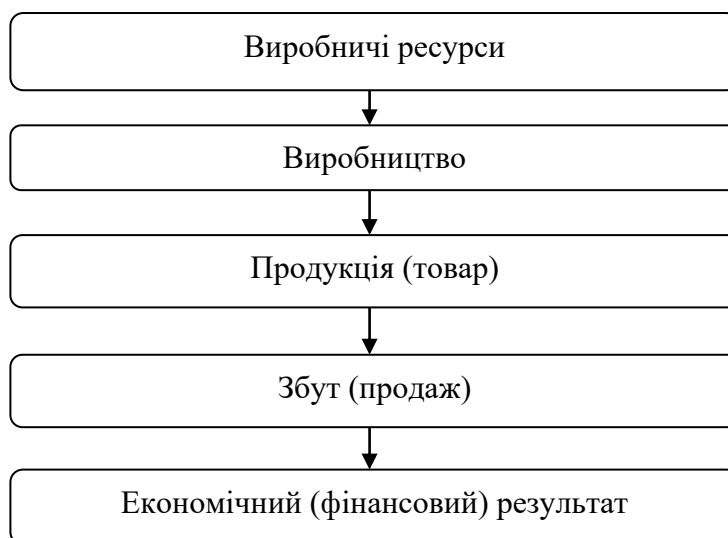 Виробничі ресурси
Виробництво
Продукція (товар)
Збут (продаж)
Економічний (фінансовий) результат